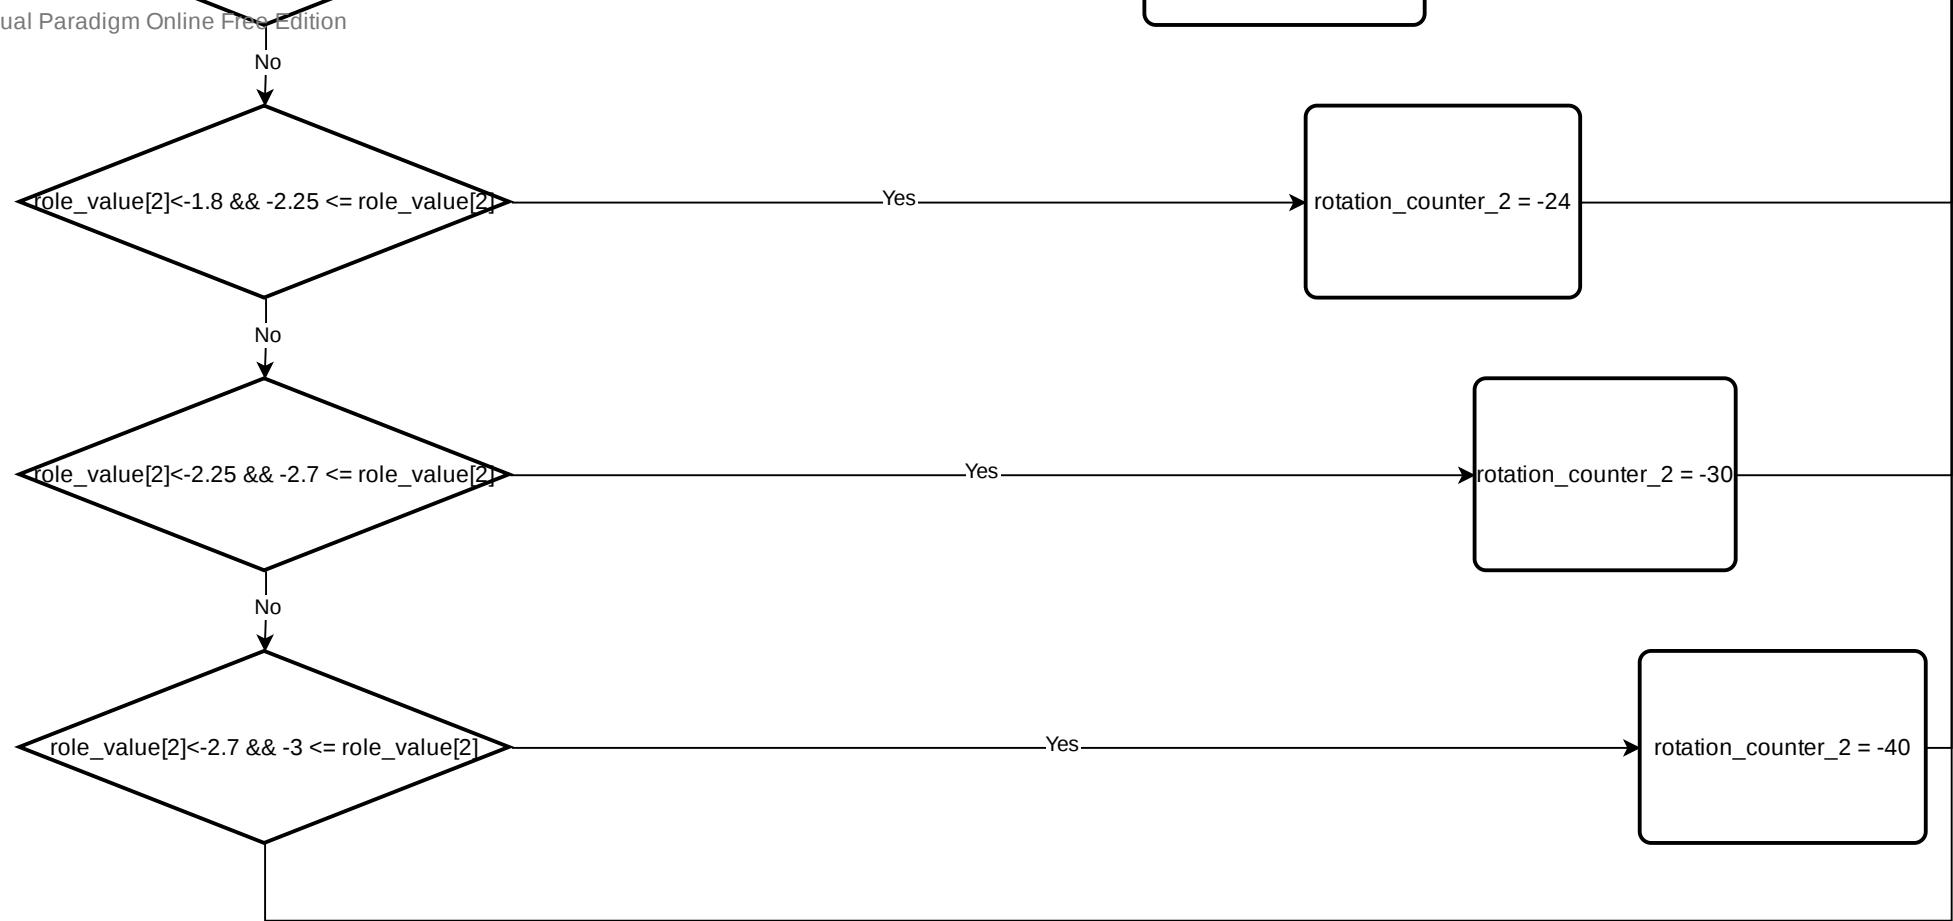 ual Paradigm Online Free Edition
No
role_value[2]<-1.8 && -2.25 <= role_value[2]
Yes
rotation_counter_2 = -24
No
role_value[2]<-2.25 && -2.7 <= role_value[2]
Yes
rotation_counter_2 = -30
No
role_value[2]<-2.7 && -3 <= role_value[2]
Yes
rotation_counter_2 = -40